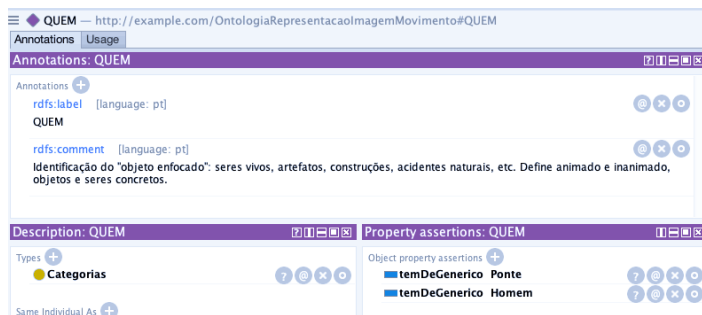 QUEM — http://example.com/OntologiaRepresentacaoImagemMovimento#QUEM
Annotations Usage
Annotations: QUEM
Annotations
rdfs:label [language: pt]
QUEM
rdfs:comment [language: pt]
Identificação do "objeto enfocado": seres vivos, artefatos, construções, acidentes naturais, etc. Define animado e inanimado,
objetos e seres concretos.
Description: QUEM
Types
Categorias
Same Individual As
Property assertions: QUEM
Object property assertions
temDeGenerico Ponte
temDeGenerico Homem